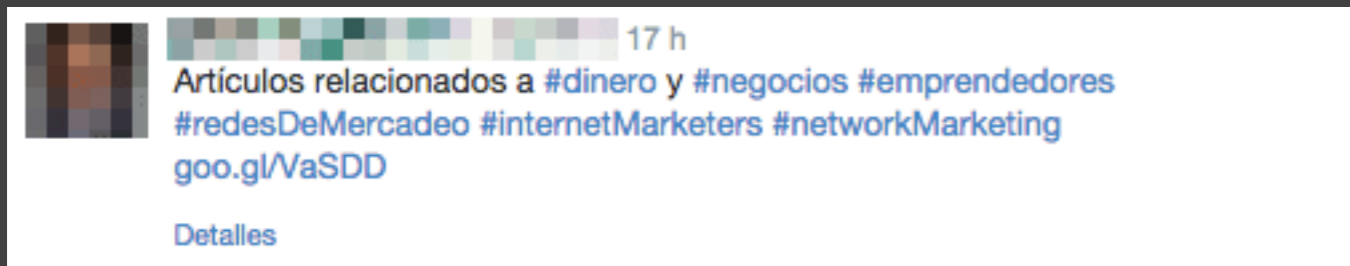 17 h
Artículos relacionados a #dinero y #negocios #emprendedores
#redesDeMercadeo #internetMarketers #networkMarketing
goo.gl/VaSDD
Detalles